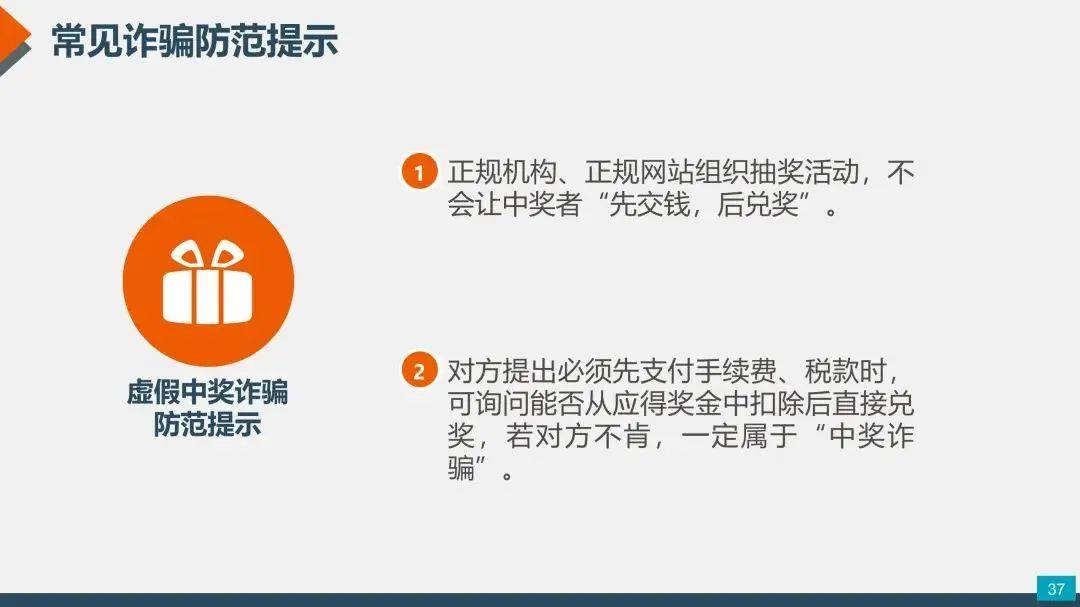 常见诈骗防范提示
虚假中奖诈骗
防范提示
1
正规机构、正规网站组织抽奖活动，不
会让中奖者“先交钱，后兑奖”。
2
对方提出必须先支付手续费、税款时，
可询问能否从应得奖金中扣除后直接兑
奖，若对方不肯，一定属于“中奖诈
骗”。
37